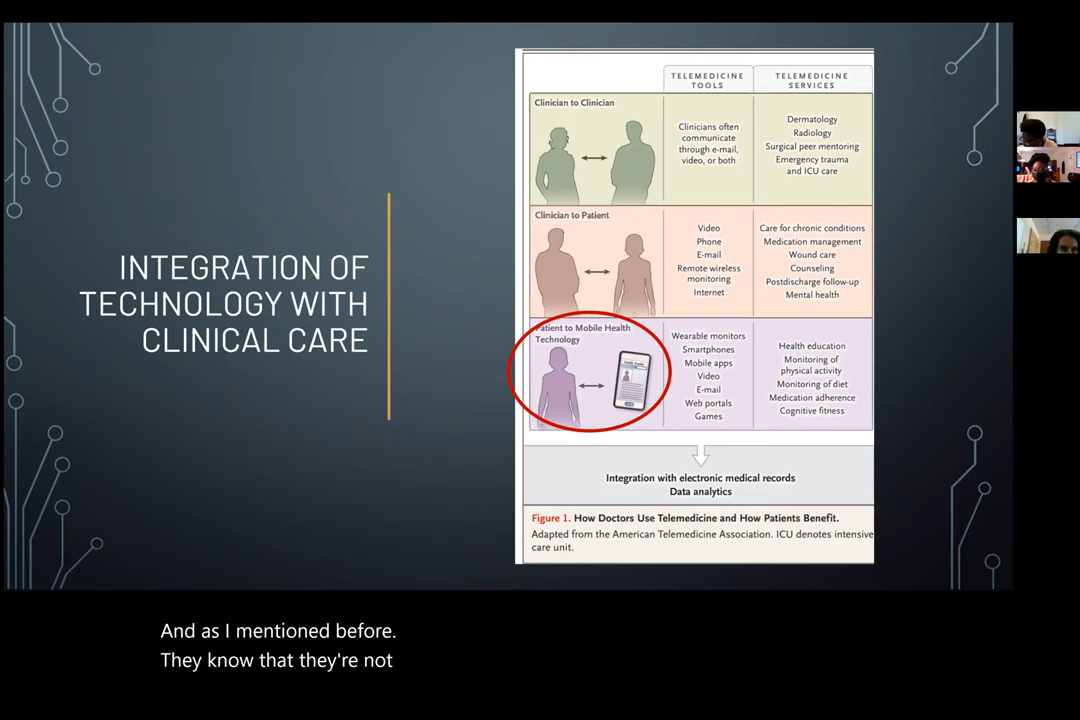 INTEGRATION OF
TECHNOLOGY WITH
CLINICAL CARE
TELEMEDICINE
TOOLS
TELEMEDICINE
SERVICES
Clinician to Clinician
Clinicians often
communicate
through e-mail,
video, or both
Dermatology
Radiology
Surgical peer mentoring
Emergency trauma
and ICU care
Clinician to Patient
Video
Phone
E-mail
Remote wireless
monitoring
Internet
Care for chronic conditions
Medication management
Wound care
Counseling
Postdischarge follow-up
Mental health
Patient to Mobile Health
Technology
Wearable monitors
Smartphones
Mobile apps
Video
E-mail
Web portals
Games
Health education
Monitoring of
physical activity
Monitoring of diet
Medication adherence
Cognitive fitness
Integration with electronic medical records
Data analytics
Figure 1. How Doctors Use Telemedicine and How Patients Benefit.
Adapted from the American Telemedicine Association. ICU denotes intensive
care unit.
And as I mentioned before.
They know that they're not